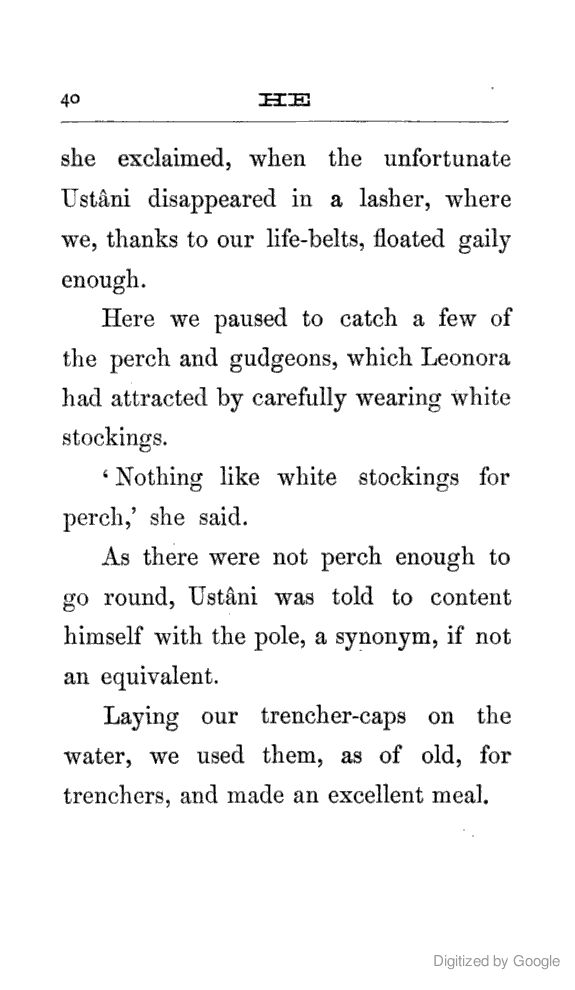 40 HE
she exclaimed, when the unfortunate
Ustâni disappeared in a lasher, where
we, thanks to our life-belts, floated gaily
enough.
Here we paused to catch a few of
the perch and gudgeons, which Leonora
had attracted by carefully wearing white
stockings.
‘Nothing like white stockings for
perch,’ she said.
As there were not perch enough to
go round, Ustâni was told to content
himself with the pole, a synonym, if not
an equivalent.
Laying our trencher-caps on the
water, we used them, as of old, for
trenchers, and made an excellent meal.
Digitized by Google